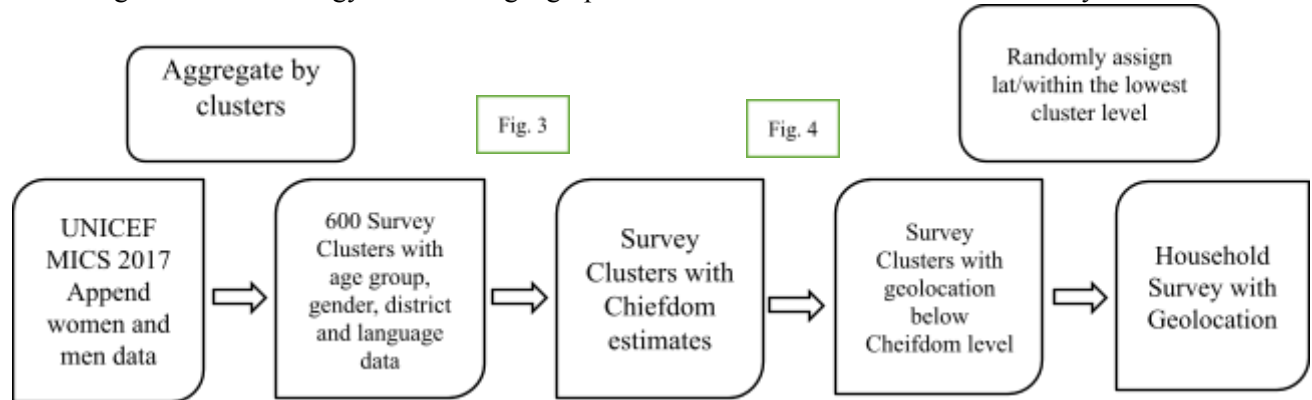 Aggregate by
clusters
Fig. 3
Fig. 4
Randomly assign
lat/within the lowest
cluster level
UNICEF
MICS 2017
Append
women and
men data
600 Survey
Clusters with
age group,
gender, district
and language
data
Survey
Clusters with
Chiefdom
estimates
Survey
Clusters with
geolocation
below
Cheifdom level
Household
Survey with
Geolocation